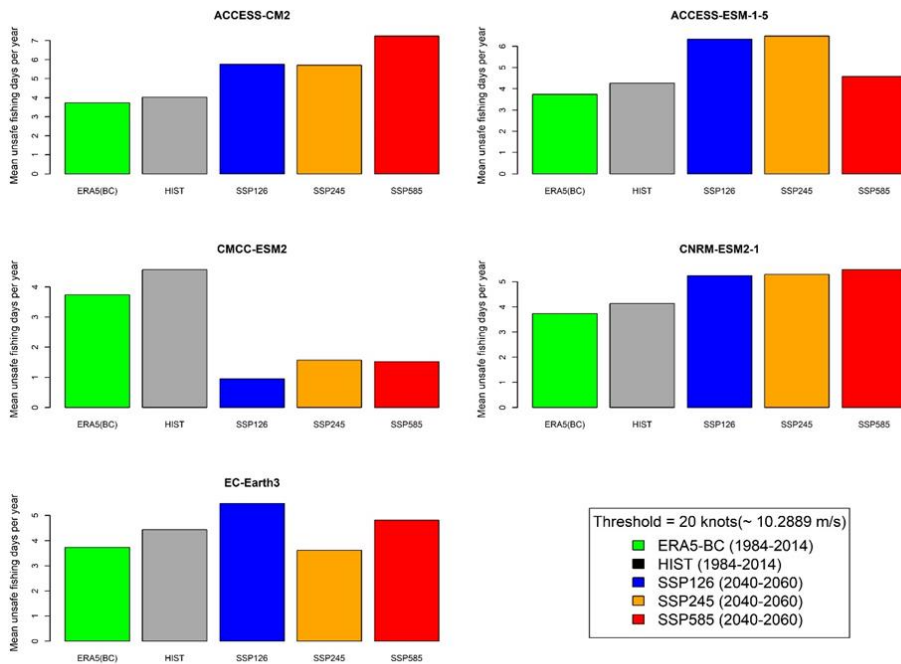 ACCESS-CM2
Mean unsafe fishing days per year
0 1 2 3 4 5 6 7
ERA5(BC) HIST SSP126 SSP245 SSP585
ACCESS-ESM-1-5
Mean unsafe fishing days per year
0 1 2 3 4 5 6
ERA5(BC) HIST SSP126 SSP245 SSP585
CMCC-ESM2
Mean unsafe fishing days per year
0 1 2 3 4
ERA5(BC) HIST SSP126 SSP245 SSP585
CNRM-ESM2-1
Mean unsafe fishing days per year
0 1 2 3 4 5
ERA5(BC) HIST SSP126 SSP245 SSP585
EC-Earth3
Mean unsafe fishing days per year
0 1 2 3 4 5
ERA5(BC) HIST SSP126 SSP245 SSP585
Threshold = 20 knots(~ 10.2889 m/s)
ERA5-BC (1984-2014)
HIST (1984-2014)
SSP126 (2040-2060)
SSP245 (2040-2060)
SSP585 (2040-2060)